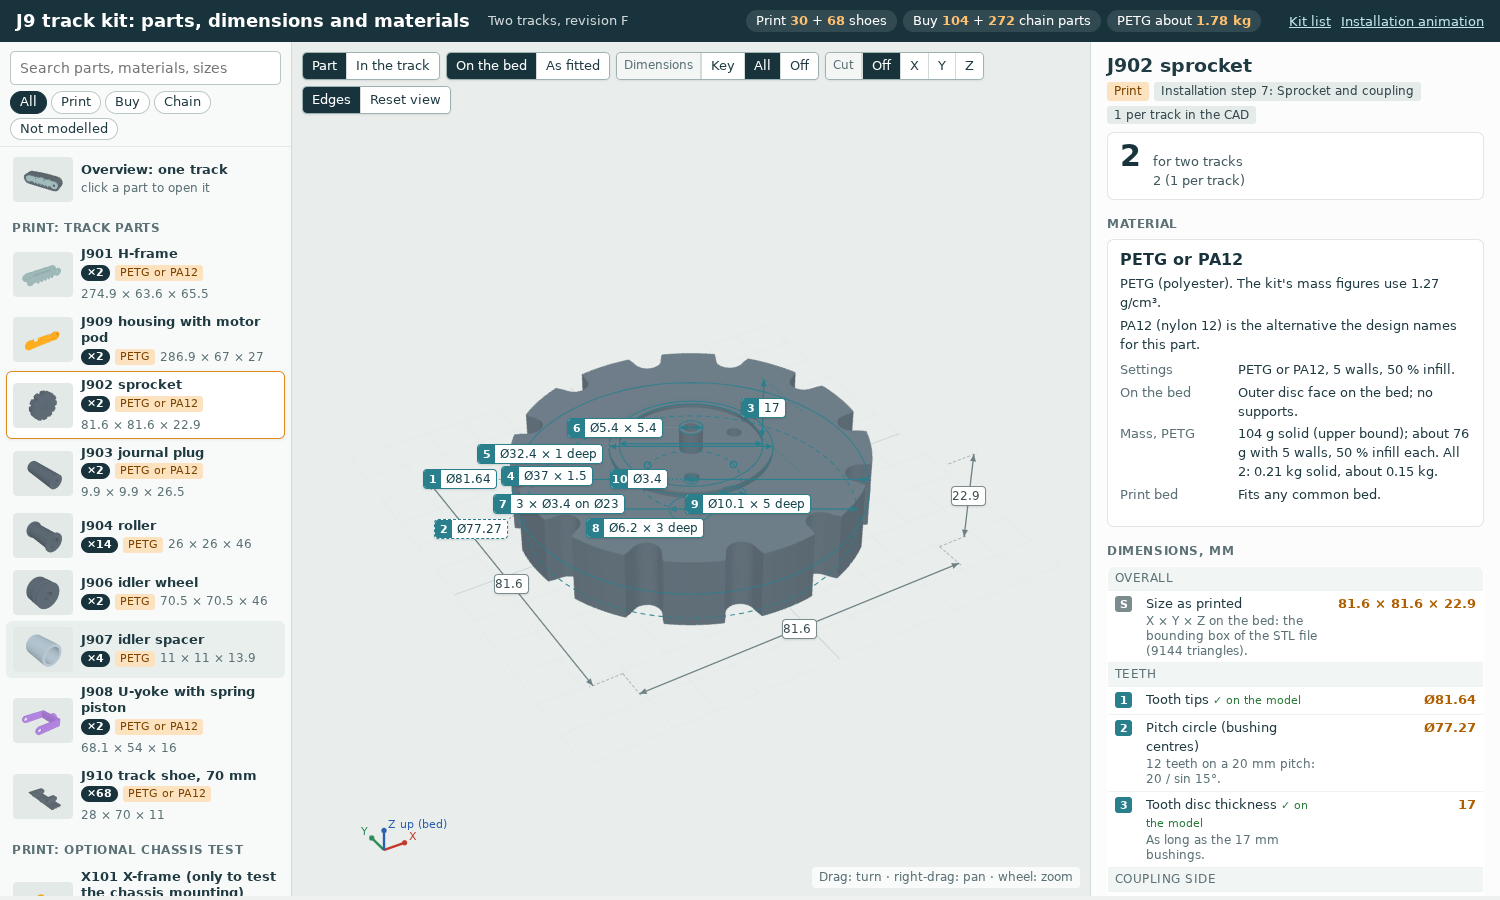 J9 track kit: parts, dimensions and materials
Two tracks, revision F
Print 30 + 68 shoes
Buy 104 + 272 chain parts
PETG about 1.78 kg
Kit list
Installation animation
Search parts, materials, sizes
All
Print
Buy
Chain
Not modelled
Overview: one track
click a part to open it
PRINT: TRACK PARTS
J901 H-frame
×2
PETG or PA12
274.9 × 63.6 × 65.5
J909 housing with motor
pod
×2
PETG
286.9 × 67 × 27
J902 sprocket
×2
PETG or PA12
81.6 × 81.6 × 22.9
J903 journal plug
×2
PETG or PA12
9.9 × 9.9 × 26.5
J904 roller
×14
PETG
26 × 26 × 46
J906 idler wheel
×2
PETG
70.5 × 70.5 × 46
J907 idler spacer
×4
PETG
11 × 11 × 13.9
J908 U-yoke with spring
piston
×2
PETG or PA12
68.1 × 54 × 16
J910 track shoe, 70 mm
×68
PETG or PA12
28 × 70 × 11
PRINT: OPTIONAL CHASSIS TEST
X101 X-frame (only to test
the chassis mounting)
Part
In the track
On the bed
As fitted
Dimensions
Key
All
Off
Cut
Off
X
Y
Z
Edges
Reset view
3 17
6 Ø5.4 × 5.4
5 Ø32.4 × 1 deep
1 Ø81.64
4 Ø37 × 1.5
10 Ø3.4
7 3 × Ø3.4 on Ø23
9 Ø10.1 × 5 deep
2 Ø77.27
8 Ø6.2 × 3 deep
22.9
81.6
81.6
Y
Z up (bed)
X
Drag: turn · right-drag: pan · wheel: zoom
J902 sprocket
Print
Installation step 7: Sprocket and coupling
1 per track in the CAD
2
for two tracks
2 (1 per track)
MATERIAL
PETG or PA12
PETG (polyester). The kit's mass figures use 1.27
g/cm³.
PA12 (nylon 12) is the alternative the design names
for this part.
Settings
PETG or PA12, 5 walls, 50 % infill.
On the bed
Outer disc face on the bed; no
supports.
Mass, PETG
104 g solid (upper bound); about 76
g with 5 walls, 50 % infill each. All
2: 0.21 kg solid, about 0.15 kg.
Print bed
Fits any common bed.
DIMENSIONS, MM
OVERALL
S
Size as printed
81.6 × 81.6 × 22.9
X × Y × Z on the bed: the
bounding box of the STL file
(9144 triangles).
TEETH
1
Tooth tips ✓ on the model
Ø81.64
2
Pitch circle (bushing
centres)
Ø77.27
12 teeth on a 20 mm pitch:
20 / sin 15°.
3
Tooth disc thickness ✓ on
the model
17
As long as the 17 mm
bushings.
COUPLING SIDE